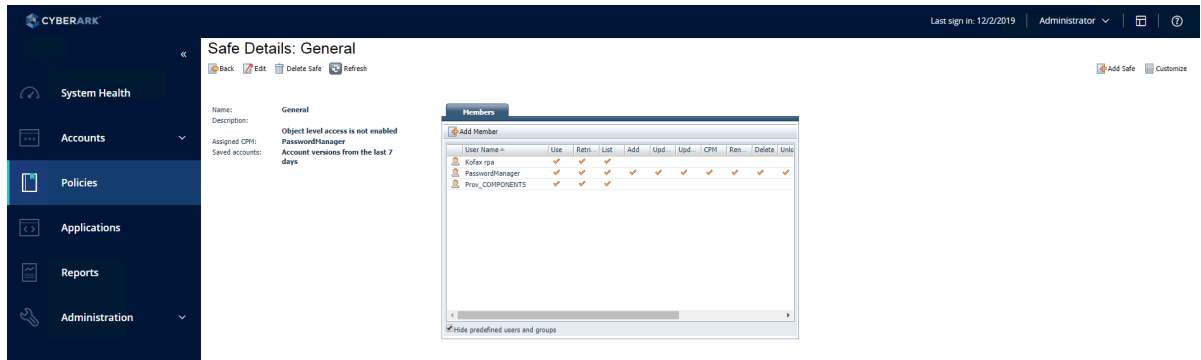 CYBERARK
Last sign in: 12/2/2019 Administrator
«
Safe Details: General
Back Edit Delete Safe Refresh
Add Safe Customize
System Health
Accounts
Policies
Applications
Reports
Administration
Name: General
Description:
Object level access is not enabled
Assigned CPM: PasswordManager
Saved accounts: Account versions from the last 7
days
Members
Add Member
User Name Use Retri... List Add Upd... Upd... CPM Ren... Delete Unlo
Kofax rpa
PasswordManager
Prov_COMPONENTS
Hide predefined users and groups